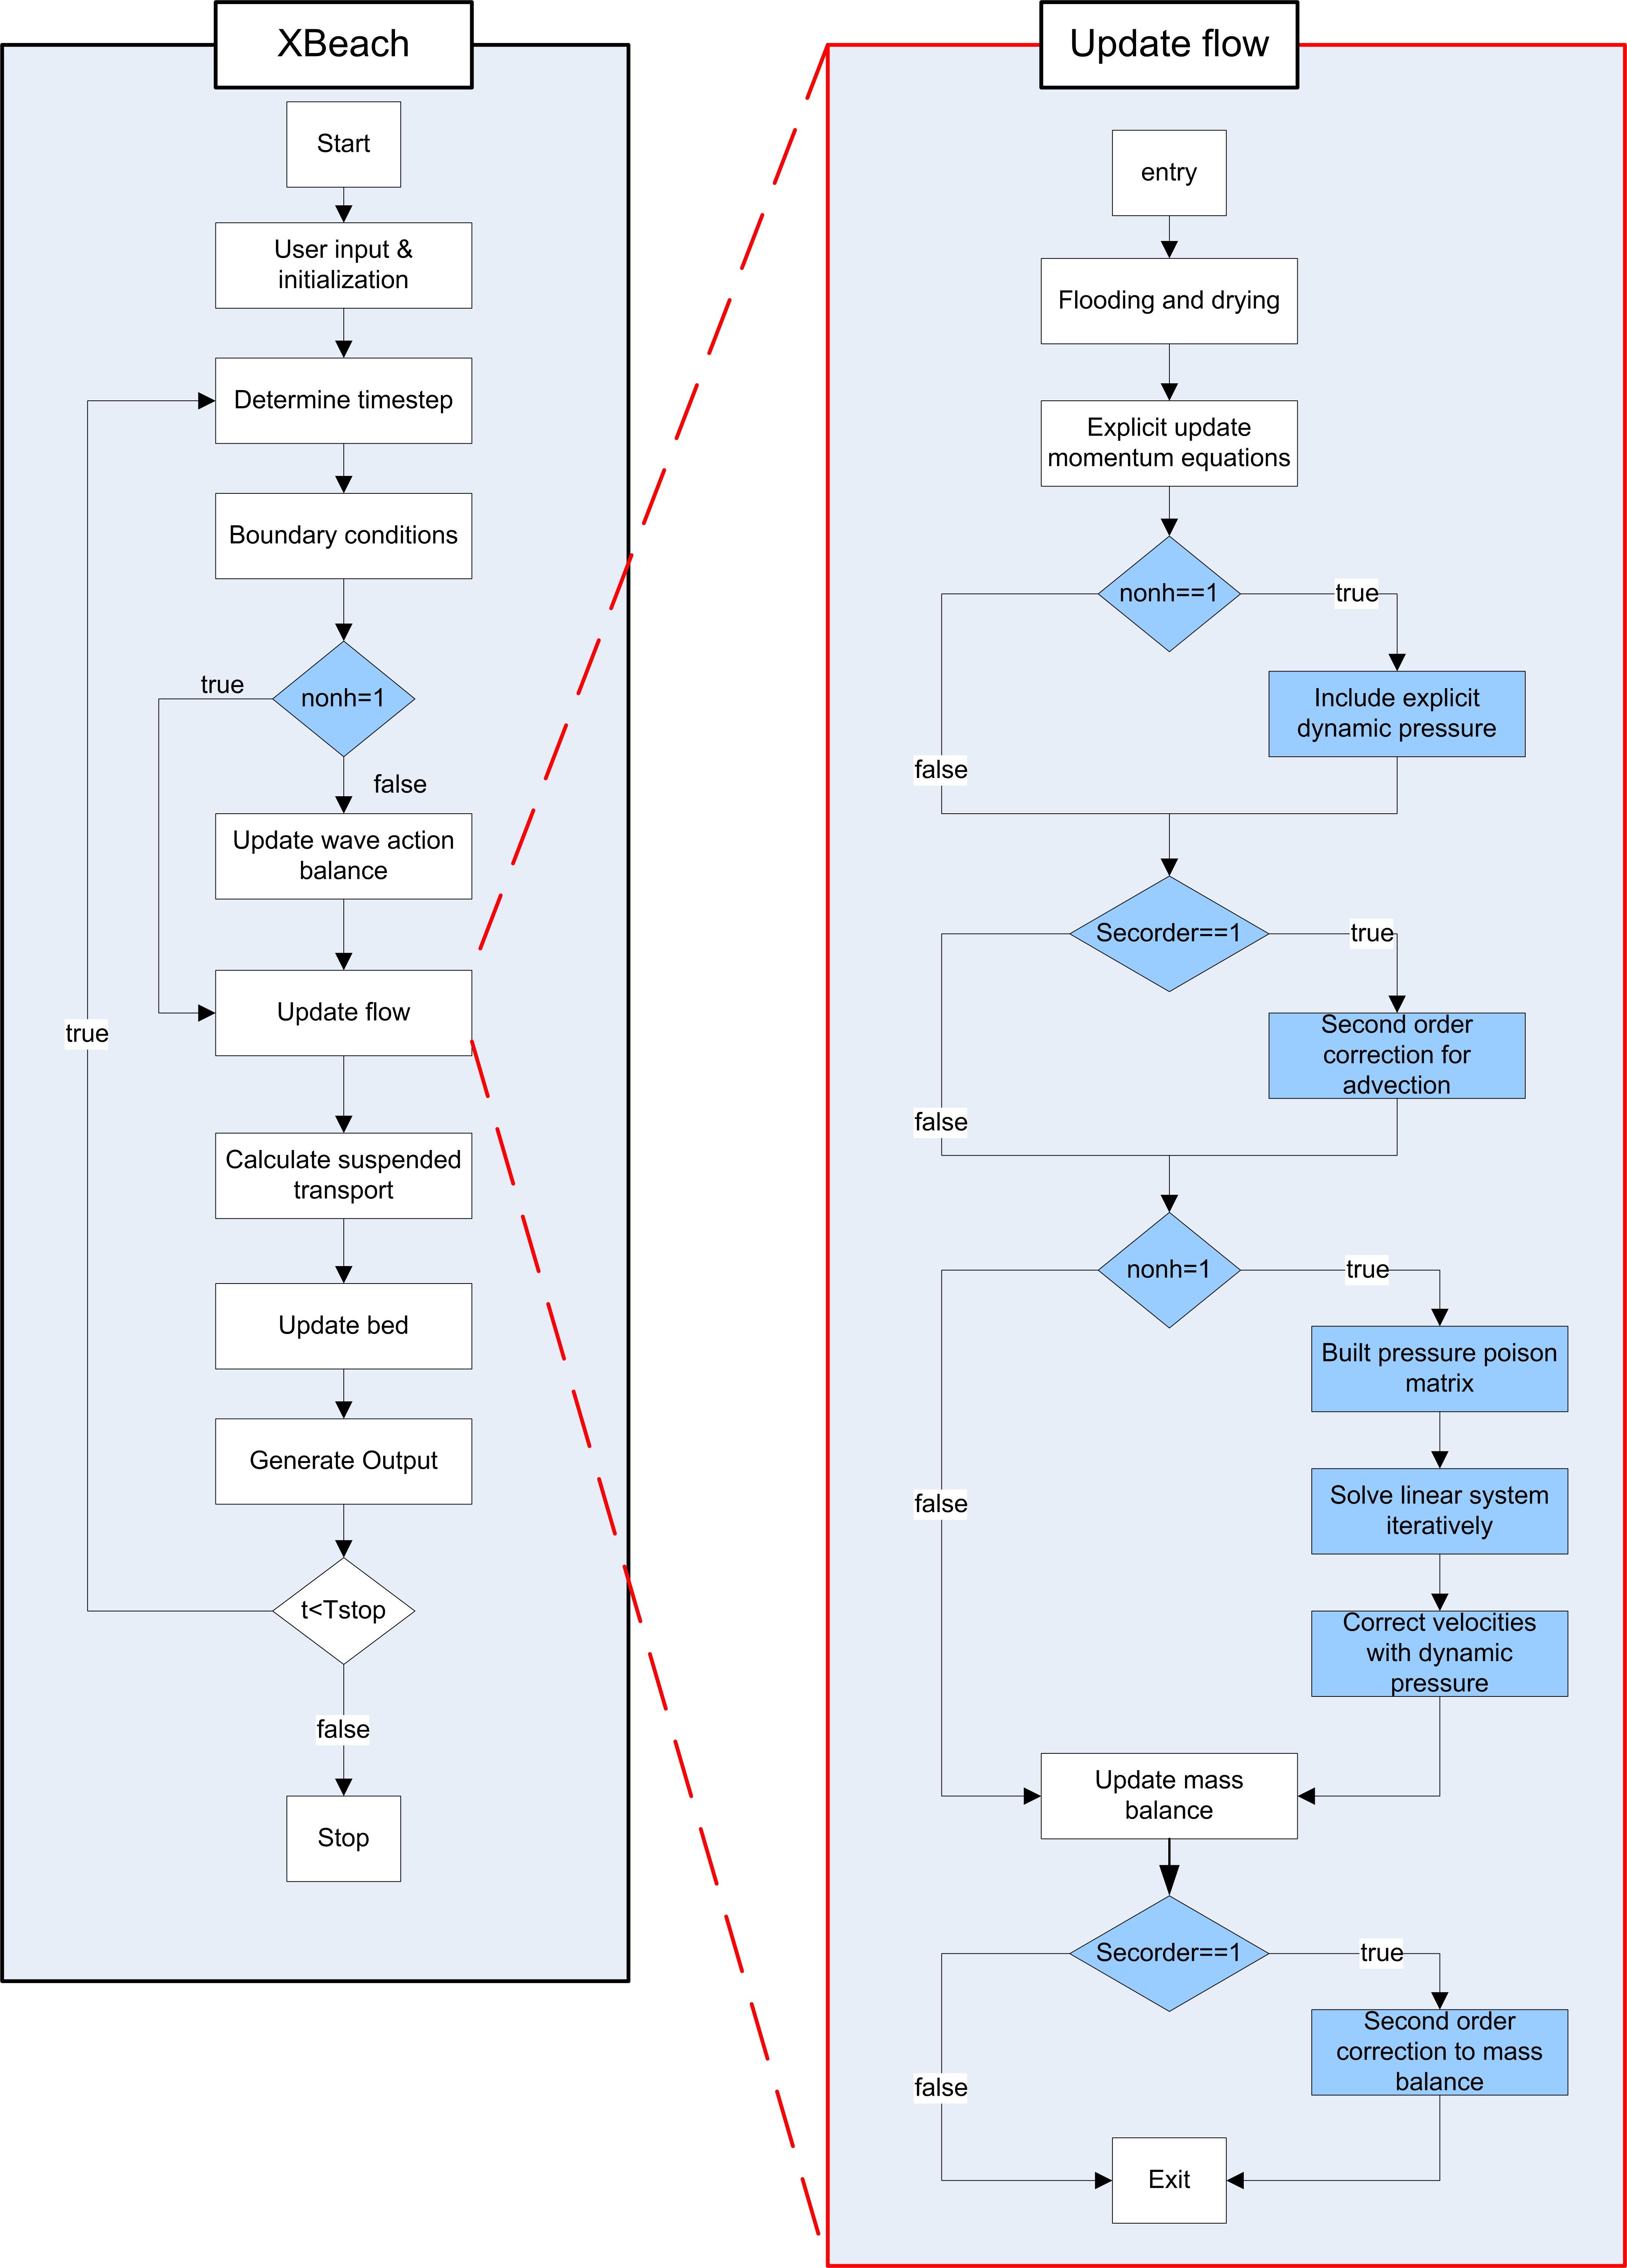 XBeach
Start
User input &
initialization
Determine timestep
Boundary conditions
nonh=1
true
false
Update wave action
balance
Update flow
true
Calculate suspended
transport
Update bed
Generate Output
t<Tstop
false
Stop
Update flow
entry
Flooding and drying
Explicit update
momentum equations
nonh==1
true
Include explicit
dynamic pressure
false
Secorder==1
true
Second order
correction for
advection
false
nonh=1
true
Built pressure poison
matrix
Solve linear system
iteratively
false
Correct velocities
with dynamic
pressure
Update mass
balance
Secorder==1
true
Second order
correction to mass
balance
false
Exit